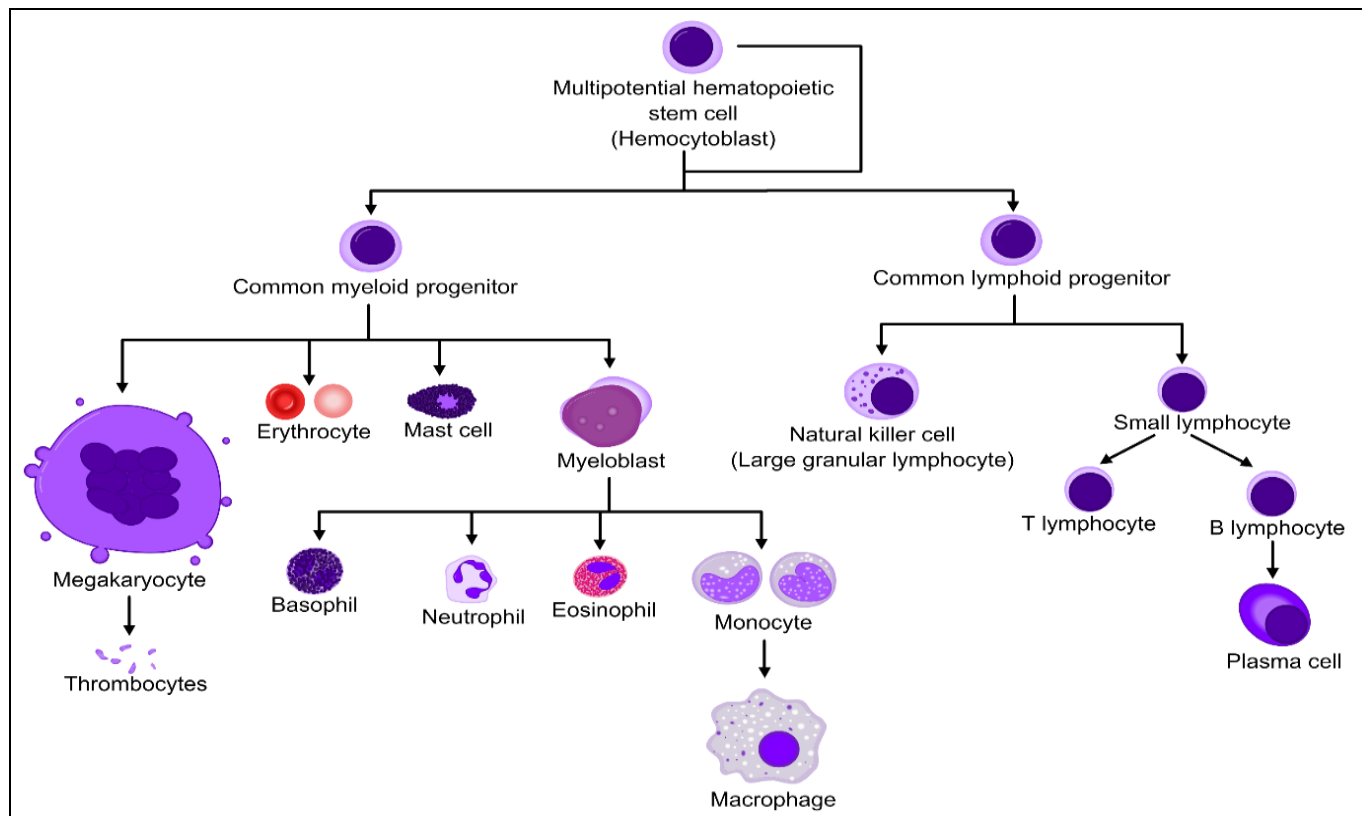 Multipotential hematopoietic
stem cell
(Hemocytoblast)
Common myeloid progenitor
Common lymphoid progenitor
Erythrocyte
Mast cell
Myeloblast
Natural killer cell
(Large granular lymphocyte)
Small lymphocyte
T lymphocyte
B lymphocyte
Megakaryocyte
Basophil
Neutrophil
Eosinophil
Monocyte
Plasma cell
Thrombocytes
Macrophage